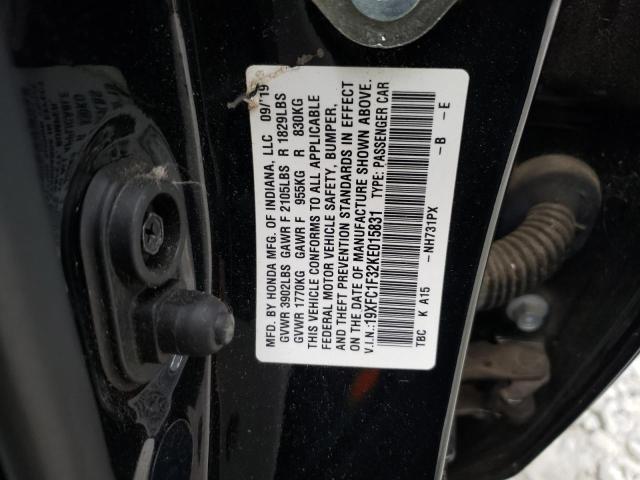 MFD. BY HONDA MFG. OF INDIANA, LLC 09/19
GVWR 3902LBS GAWR F 2105LBS R 1829LBS
GVWR 1770KG GAWR F 955KG R 830KG
THIS VEHICLE CONFORMS TO ALL APPLICABLE
FEDERAL MOTOR VEHICLE SAFETY, BUMPER,
AND THEFT PREVENTION STANDARDS IN EFFECT
ON THE DATE OF MANUFACTURE SHOWN ABOVE.
V.I.N.:19XFC1F32KE015831 TYPE: PASSENGER CAR
TBC K A15 -NH731PX -B -E